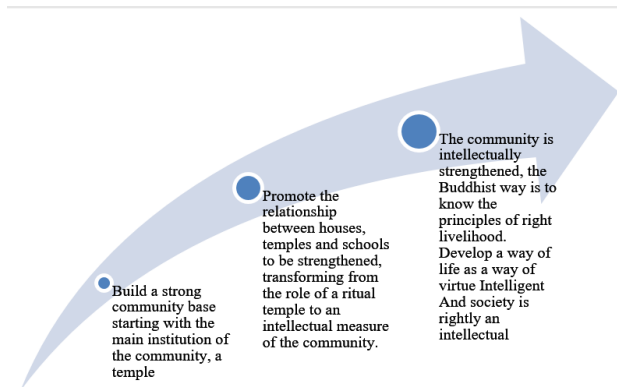 Build a strong
community base
starting with the
main institution of
the community, a
temple
Promote the
relationship
between houses,
temples and schools
to be strengthened,
transforming from
the role of a ritual
temple to an
intellectual measure
of the community.
The community is
intellectually
strengthened, the
Buddhist way is to
know the
principles of right
livelihood.
Develop a way of
life as a way of
virtue Intelligent
And society is
rightly an
intellectual